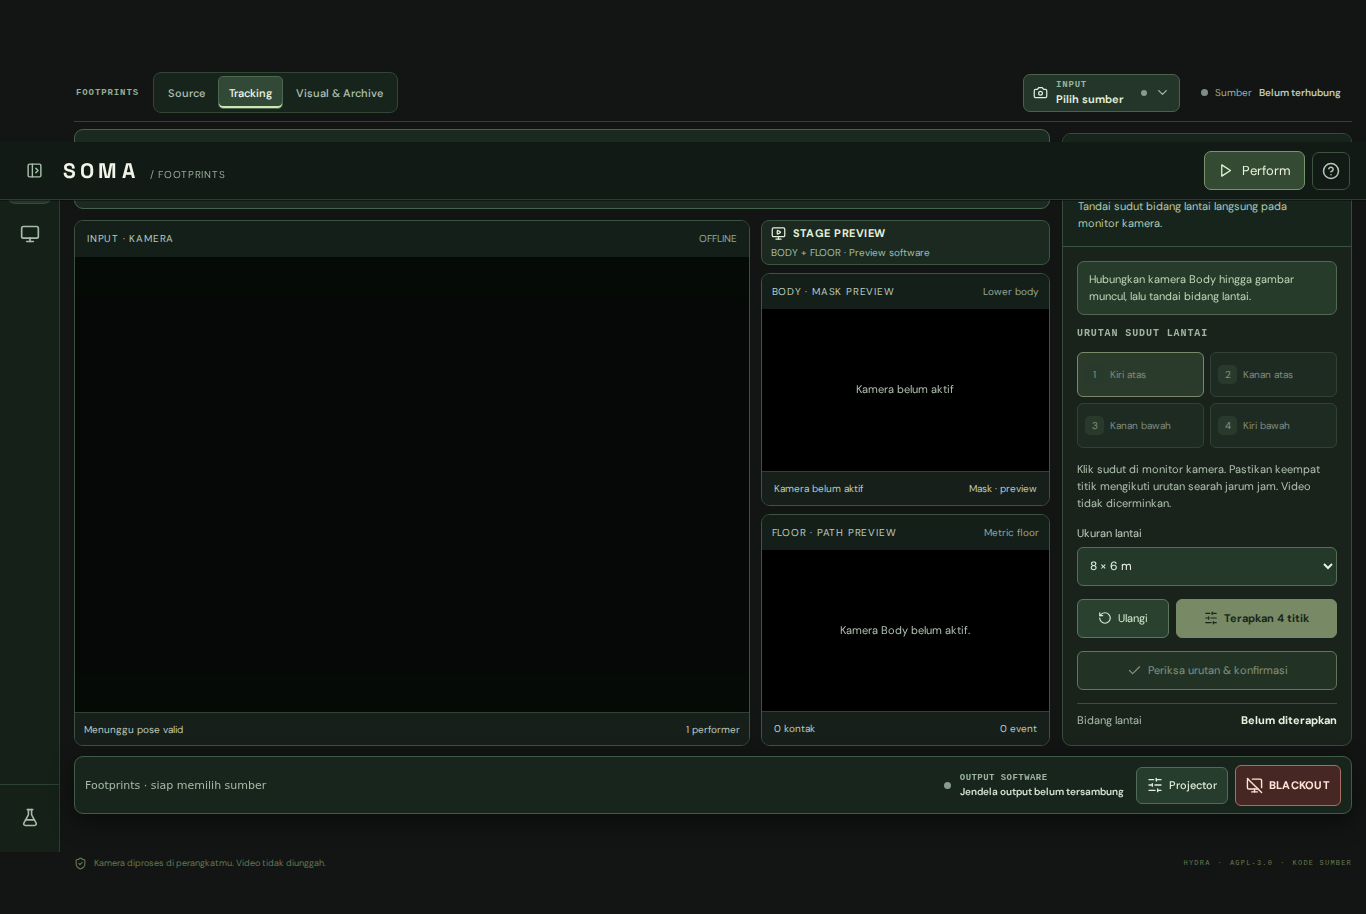 FOOTPRINTS
Source
Tracking
Visual & Archive
INPUT
Pilih sumber
Sumber Belum terhubung
SOMA / FOOTPRINTS
Perform
INPUT · KAMERA
OFFLINE
Menunggu pose valid
1 performer
STAGE PREVIEW
BODY + FLOOR · Preview software
BODY · MASK PREVIEW
Lower body
Kamera belum aktif
Kamera belum aktif
Mask · preview
FLOOR · PATH PREVIEW
Metric floor
Kamera Body belum aktif.
0 kontak
0 event
Tandai sudut bidang lantai langsung pada
monitor kamera.
Hubungkan kamera Body hingga gambar
muncul, lalu tandai bidang lantai.
URUTAN SUDUT LANTAI
1 Kiri atas
2 Kanan atas
3 Kanan bawah
4 Kiri bawah
Klik sudut di monitor kamera. Pastikan keempat
titik mengikuti urutan searah jarum jam. Video
tidak dicerminkan.
Ukuran lantai
8 × 6 m
Ulangi
Terapkan 4 titik
Periksa urutan & konfirmasi
Bidang lantai
Belum diterapkan
Footprints · siap memilih sumber
OUTPUT SOFTWARE
Jendela output belum tersambung
Projector
BLACKOUT
Kamera diproses di perangkatmu. Video tidak diunggah.
HYDRA · AGPL-3.0 · KODE SUMBER